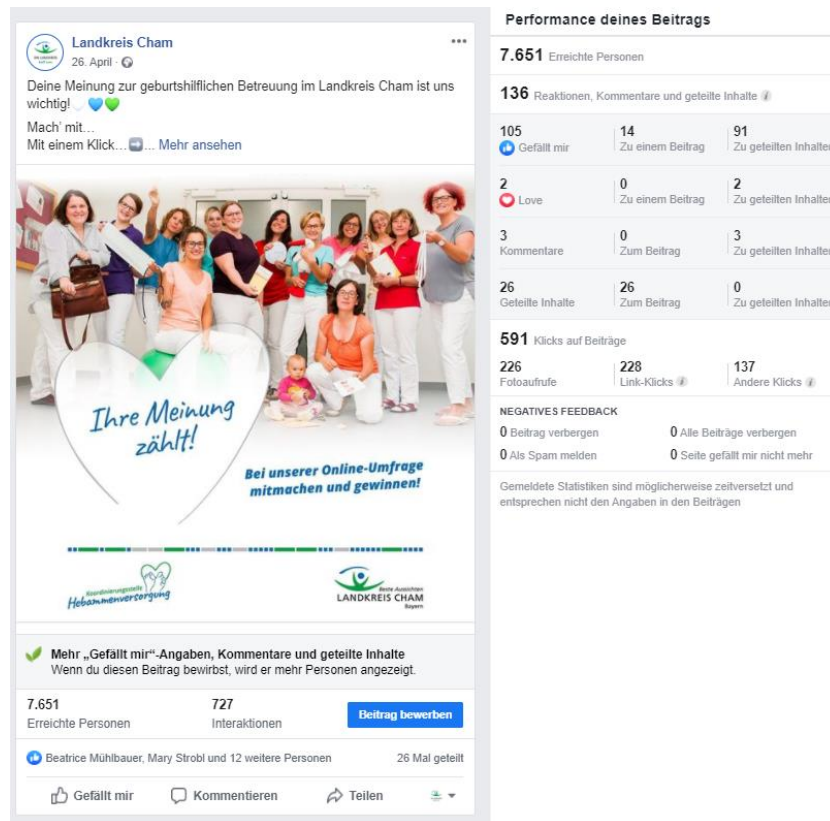 Landkreis Cham
26. April
Deine Meinung zur geburtshilflichen Betreuung im Landkreis Cham ist uns
wichtig!
Mach' mit…
Mit einem Klick…➡... Mehr ansehen
Ihre Meinung
zählt!
Bei unserer Online-Umfrage
mitmachen und gewinnen!
Koordinierungsstelle
Hebammenversorgung
Beste Aussichten
LANDKREIS CHAM
Bayern
Mehr „Gefällt mir“-Angaben, Kommentare und geteilte Inhalte
Wenn du diesen Beitrag bewirbst, wird er mehr Personen angezeigt.
7.651 727
Erreichte Personen Interaktionen
Beitrag bewerben
Beatrice Mühlbauer, Mary Strobl und 12 weitere Personen 26 Mal geteilt
Gefällt mir Kommentieren Teilen
Performance deines Beitrags
7.651 Erreichte Personen
136 Reaktionen, Kommentare und geteilte Inhalte
105 14 91
Gefällt mir Zu einem Beitrag Zu geteilten Inhalten
2 0 2
Love Zu einem Beitrag Zu geteilten Inhalten
3 0 3
Kommentare Zum Beitrag Zu geteilten Inhalten
26 26 0
Geteilte Inhalte Zum Beitrag Zu geteilten Inhalten
591 Klicks auf Beiträge
226 228 137
Fotoaufrufe Link-Klicks Andere Klicks
NEGATIVES FEEDBACK
0 Beitrag verbergen 0 Alle Beiträge verbergen
0 Als Spam melden 0 Seite gefällt mir nicht mehr
Gemeldete Statistiken sind möglicherweise zeitversetzt und
entsprechen nicht den Angaben in den Beiträgen